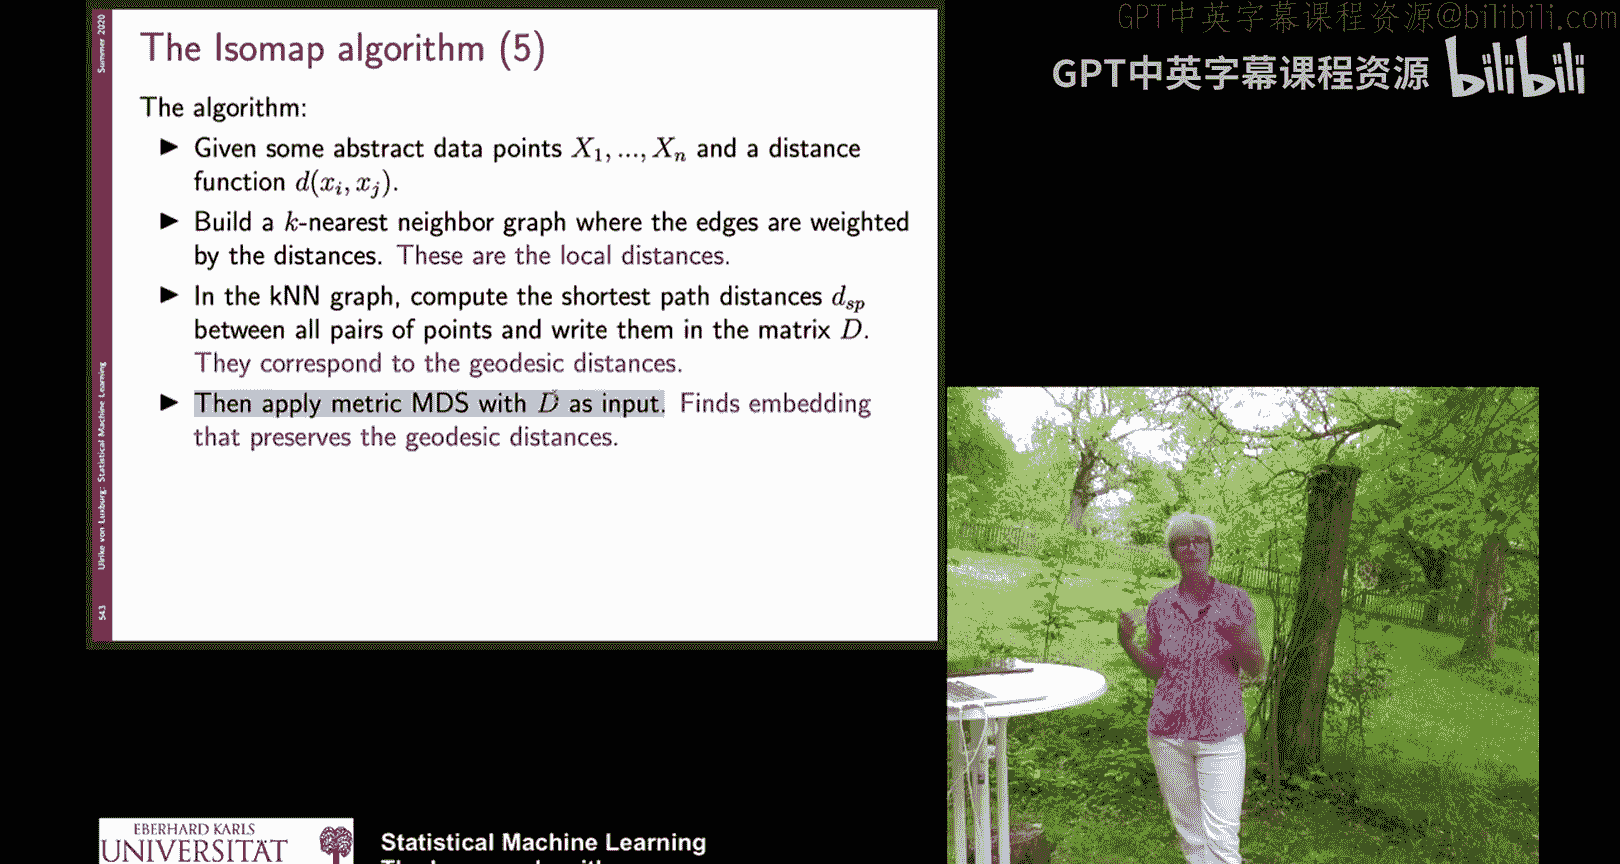 GPT中英字幕课程资源@bilibili.com
GPT中英字幕课程资源 bilibili
Summer 2020
The Isomap algorithm (5)
The algorithm:
▶ Given some abstract data points X₁, ..., Xₙ and a distance
function d(xᵢ, xⱼ).
▶ Build a k-nearest neighbor graph where the edges are weighted
by the distances. These are the local distances.
▶ In the kNN graph, compute the shortest path distances d_sp
between all pairs of points and write them in the matrix D.
They correspond to the geodesic distances.
▶ Then apply metric MDS with D as input. Finds embedding
that preserves the geodesic distances.
Ulrike von Luxburg: Statistical Machine Learning
543
EBERHARD KARLS
UNIVERSITÄT
Statistical Machine Learning